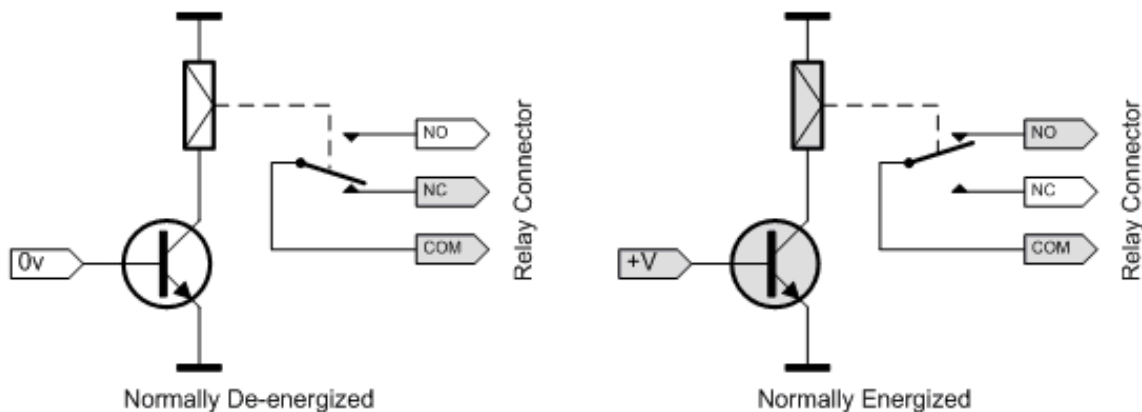 NO
NC
COM
0v
Relay Connector
Normally De-energized
NO
NC
COM
+V
Relay Connector
Normally Energized